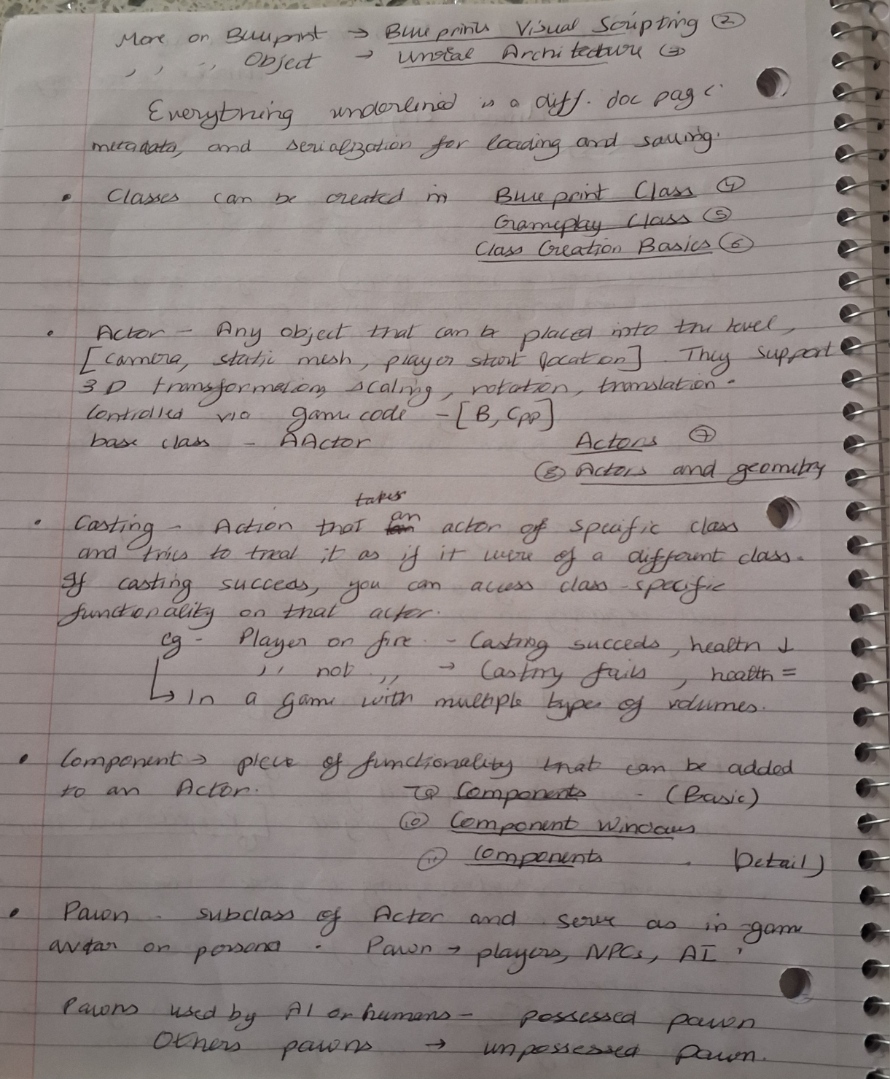 More on Blueprint → Blueprints Visual Scripting ②
,, ,, Object → Unreal Architecture ③
Everything underlined is a diff. doc page.
metadata, and serialization for loading and saving.
• Classes can be created in Blueprint Class ④
Gameplay Class ⑤
Class Creation Basics ⑥
• Actor - Any object that can be placed into the level,
[camera, static mesh, player start location]. They support
3D transformation, scaling, rotation, translation.
Controlled via game code - [B, Cpp]
base class - AActor Actors ⑦
⑧ Actors and geometry
takes
• Casting - Action that an actor of specific class
and tries to treat it as if it were of a different class.
If casting success, you can access class-specific
functionality on that actor.
eg - Player on fire - Casting succeds, health ↓
,, not ,, → Casting fails, health =
↳ In a game with multiple types of volumes.
• Component → piece of functionality that can be added
to an Actor. ⑨ Components - (Basic)
⑩ Component Windows
⑪ Components . Detail)
• Pawn - subclass of Actor and serve as in-game
avtar or persona. Pawn → players, NPCs, AI.
Pawns used by AI or humans - possessed pawn
Others pawns → unpossessed pawn.